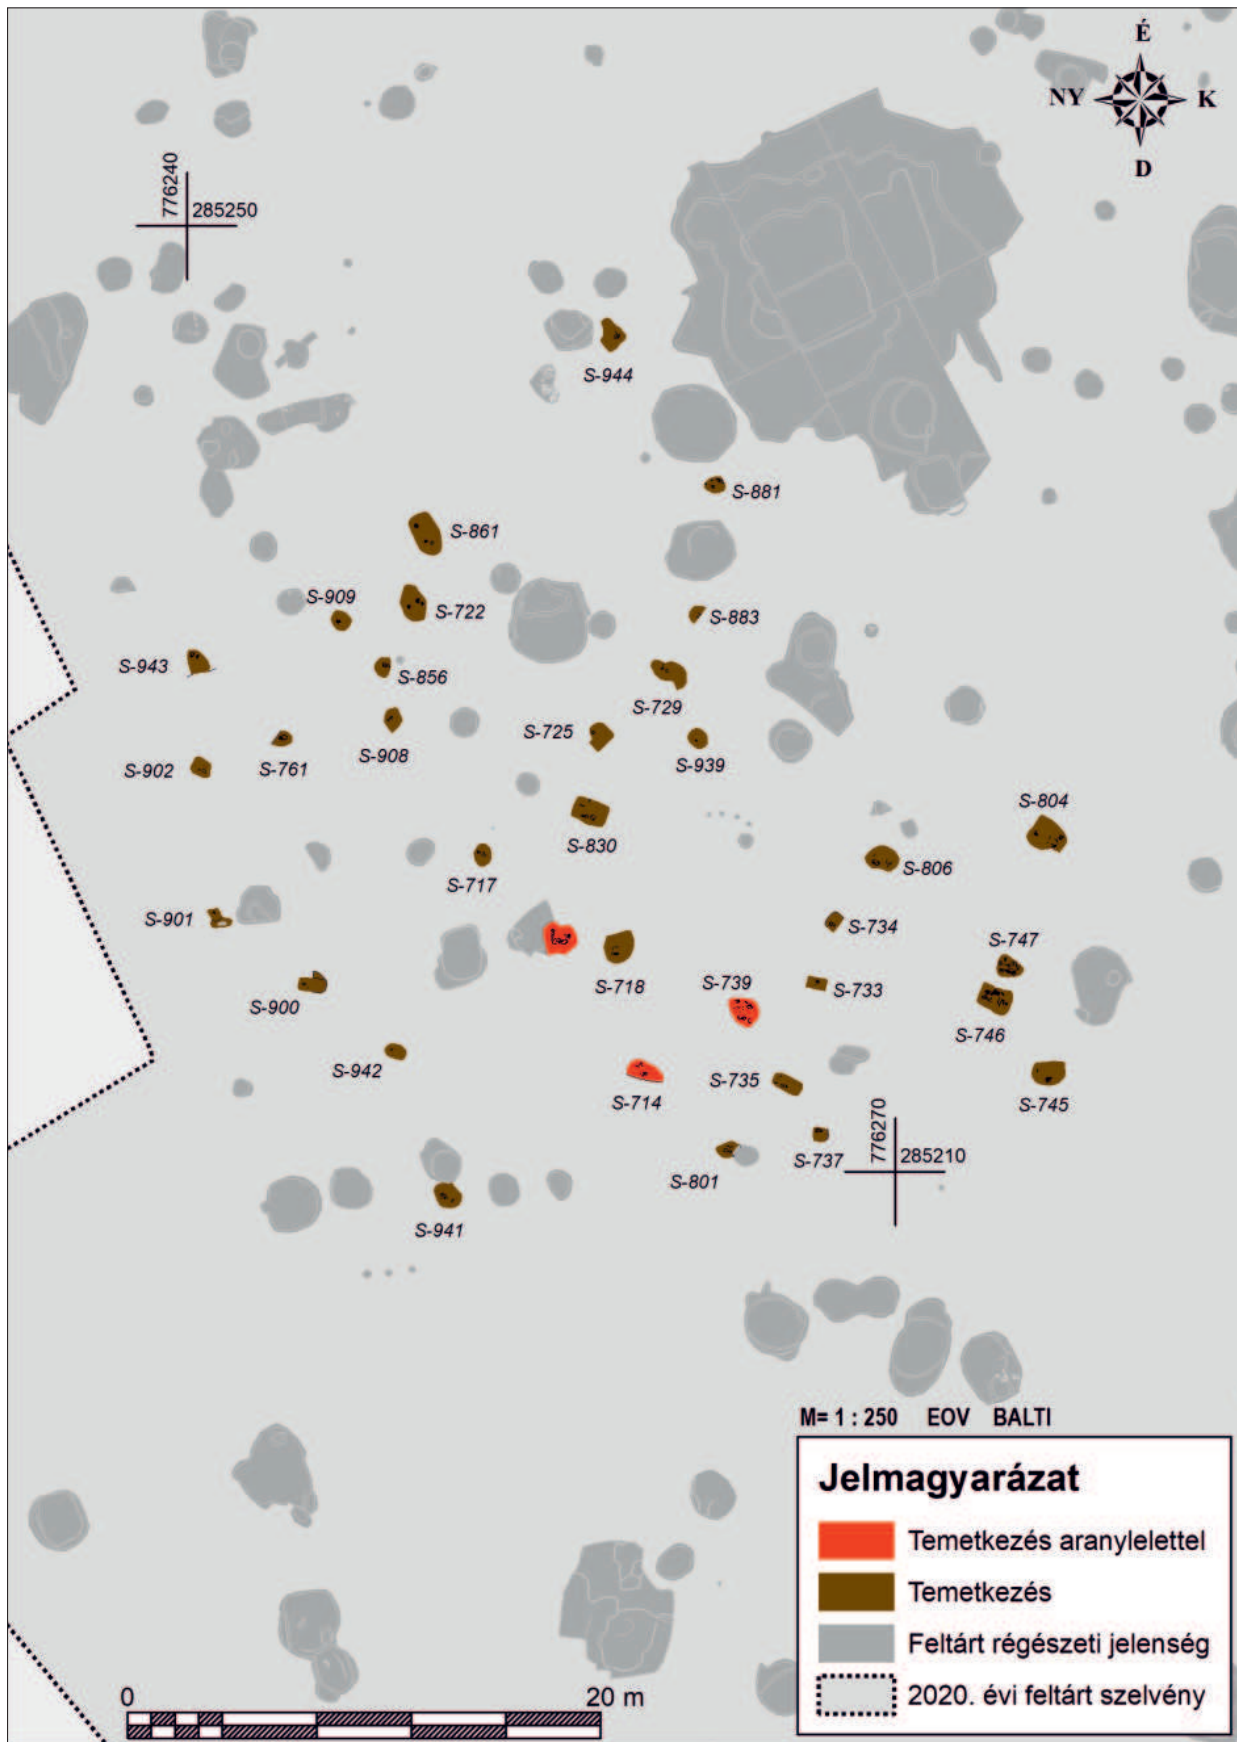 É
NY
K
D
776240
285250
S-944
S-881
S-861
S-909
S-722
S-883
S-943
S-856
S-729
S-725
S-908
S-939
S-902
S-761
S-804
S-830
S-806
S-717
S-901
S-734
S-747
S-718
S-739
S-733
S-900
S-746
S-942
S-735
S-714
S-745
776270
285210
S-737
S-801
S-941
M= 1 : 250 EOV BALTI
Jelmagyarázat
Temetkezés aranylelettel
Temetkezés
Feltárt régészeti jelenség
2020. évi feltárt szelvény
0
20 m